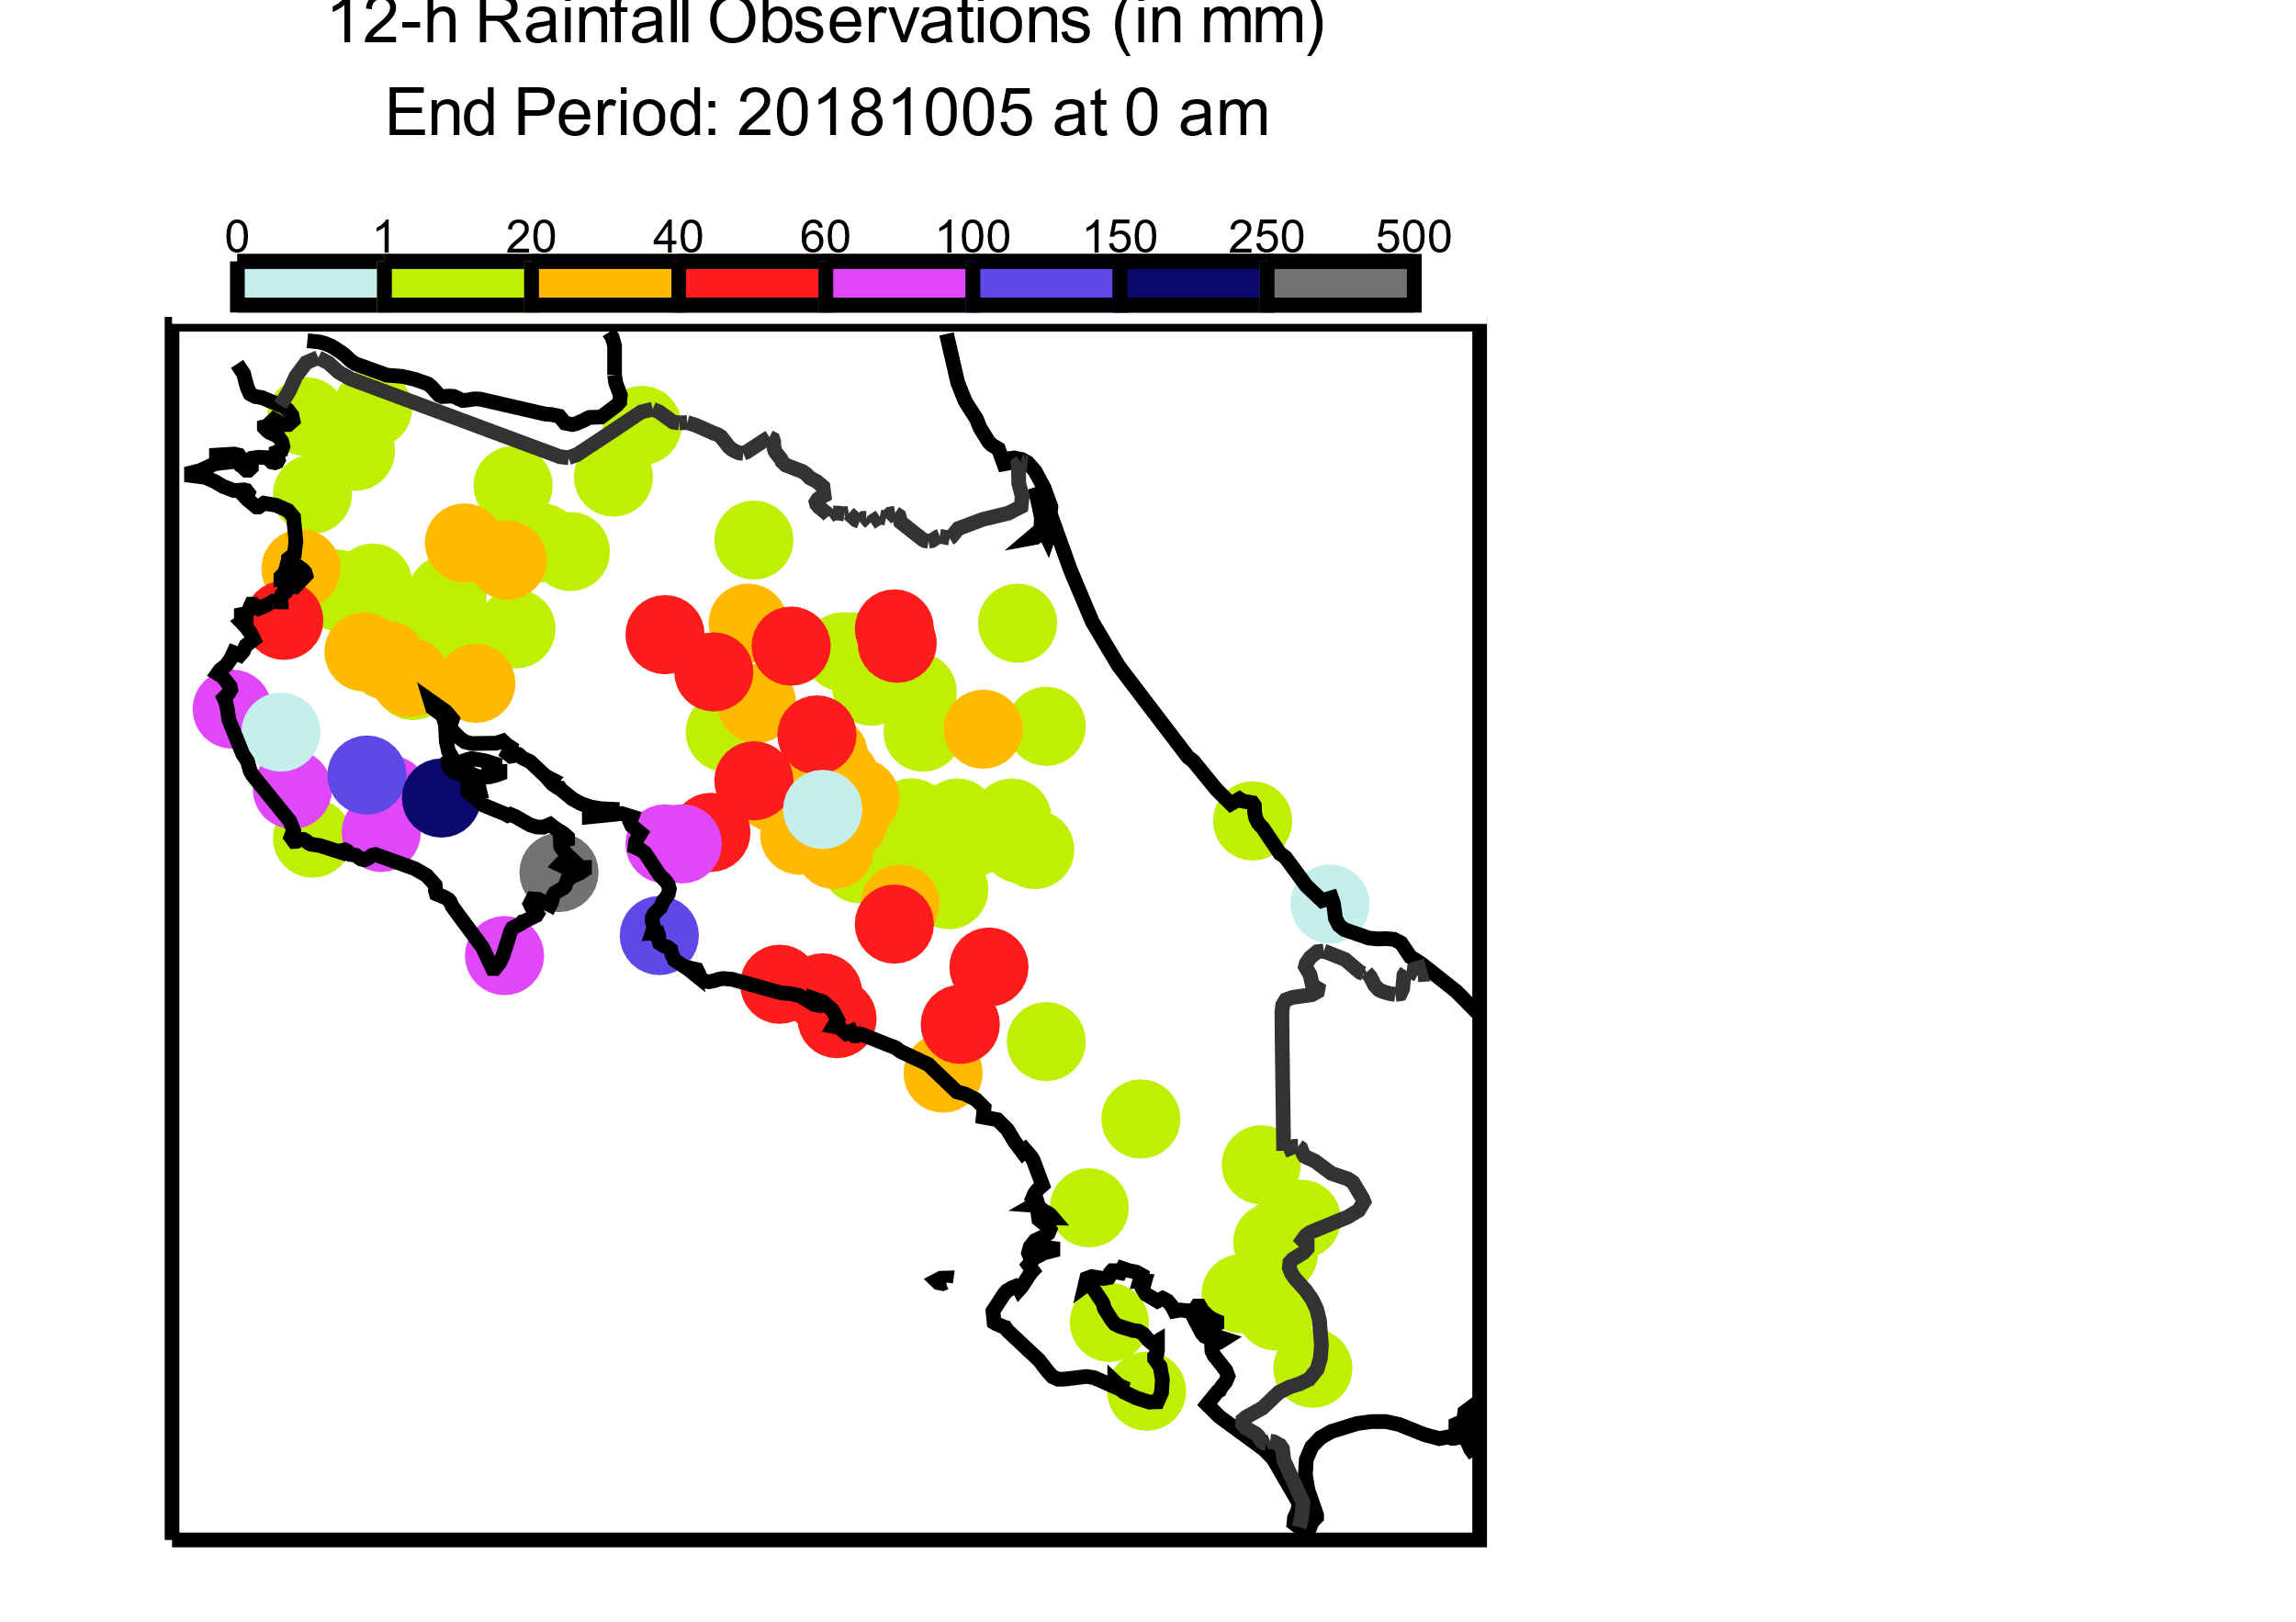 12-h Rainfall Observations (in mm)
End Period: 20181005 at 0 am
0 1 20 40 60 100 150 250 500